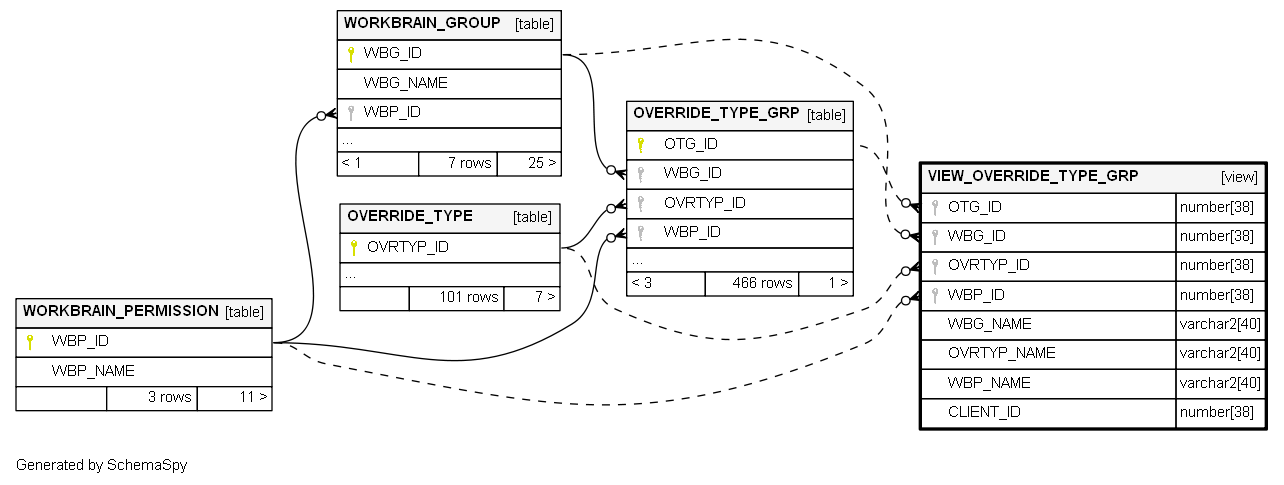 WORKBRAIN_GROUP [table]
WBG_ID
WBG_NAME
WBP_ID
...
< 1 7 rows 25 >
OVERRIDE_TYPE [table]
OVRTYP_ID
...
101 rows 7 >
WORKBRAIN_PERMISSION [table]
WBP_ID
WBP_NAME
3 rows 11 >
OVERRIDE_TYPE_GRP [table]
OTG_ID
WBG_ID
OVRTYP_ID
WBP_ID
...
< 3 466 rows 1 >
VIEW_OVERRIDE_TYPE_GRP [view]
OTG_ID number[38]
WBG_ID number[38]
OVRTYP_ID number[38]
WBP_ID number[38]
WBG_NAME varchar2[40]
OVRTYP_NAME varchar2[40]
WBP_NAME varchar2[40]
CLIENT_ID number[38]
Generated by SchemaSpy